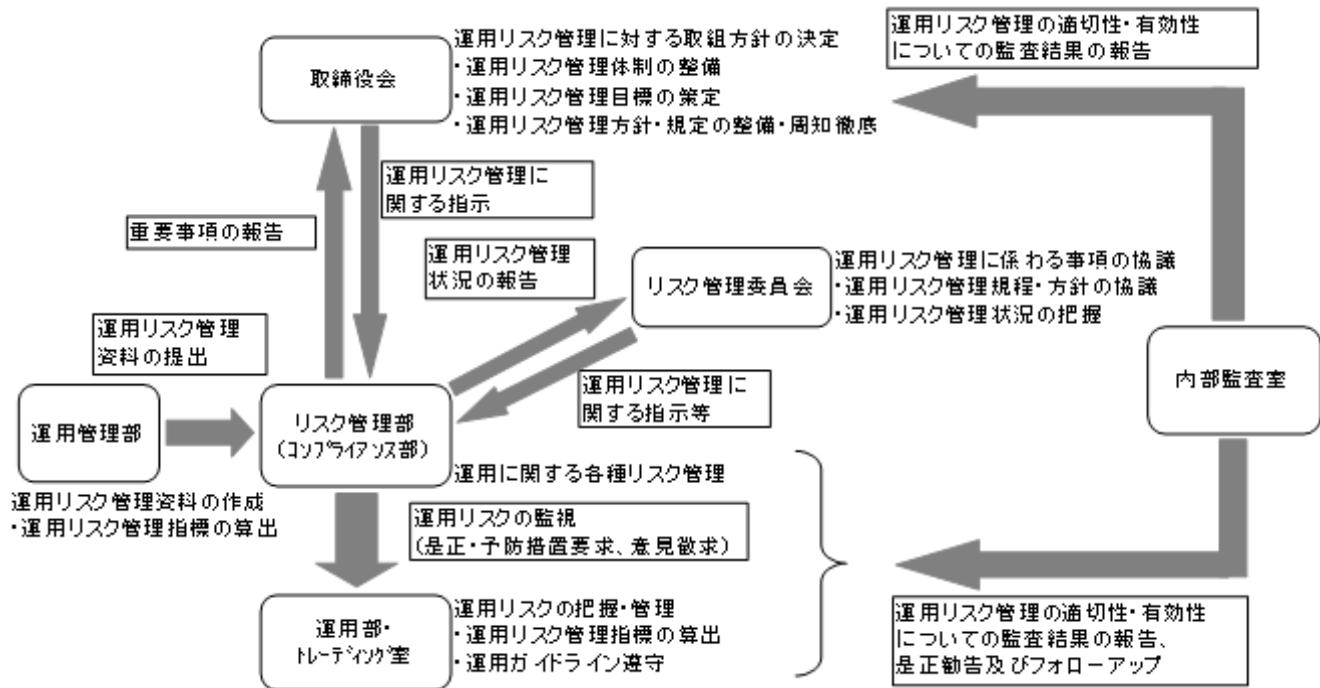 運用リスク管理に対する取組方針の決定
・運用リスク管理体制の整備
・運用リスク管理目標の策定
・運用リスク管理方針・規定の整備・周知徹底
取締役会
運用リスク管理の適切性・有効性
についての監査結果の報告
運用リスク管理に
関する指示
重要事項の報告
運用リスク管理
状況の報告
リスク管理委員会
運用リスク管理に係わる事項の協議
・運用リスク管理規程・方針の協議
・運用リスク管理状況の把握
運用リスク管理
資料の提出
内部監査室
運用リスク管理に
関する指示等
運用管理部
リスク管理部
（コンプライアンス部）
運用に関する各種リスク管理
運用リスク管理資料の作成
・運用リスク管理指標の算出
運用リスクの監視
（是正・予防措置要求、意見徴求）
運用部・
トレーディング室
運用リスクの把握・管理
・運用リスク管理指標の算出
・運用ガイドライン遵守
運用リスク管理の適切性・有効性
についての監査結果の報告、
是正勧告及びフォローアップ